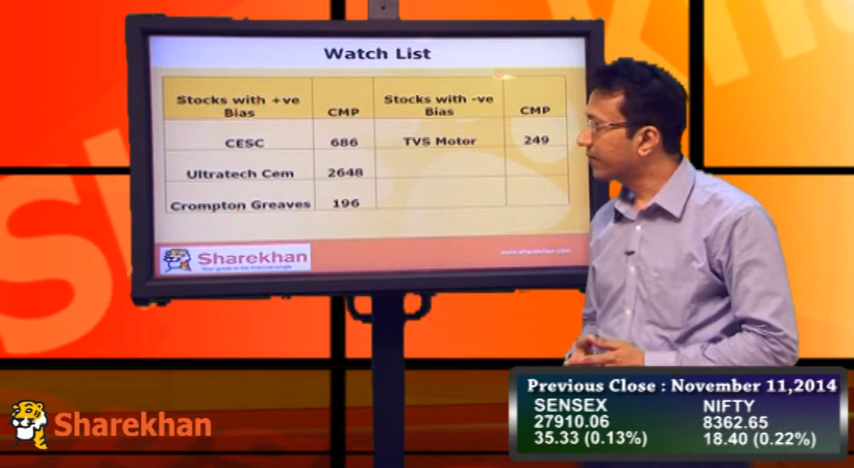 Watch List
Stocks with +ve Bias CMP Stocks with -ve Bias CMP
CESC 686 TVS Motor 249
Ultratech Cem 2648
Crompton Greaves 196
Sharekhan
Your guide to the financial jungle
www.sharekhan.com
Sharekhan
Previous Close : November 11,2014
SENSEX NIFTY
27910.06 8362.65
35.33 (0.13%) 18.40 (0.22%)